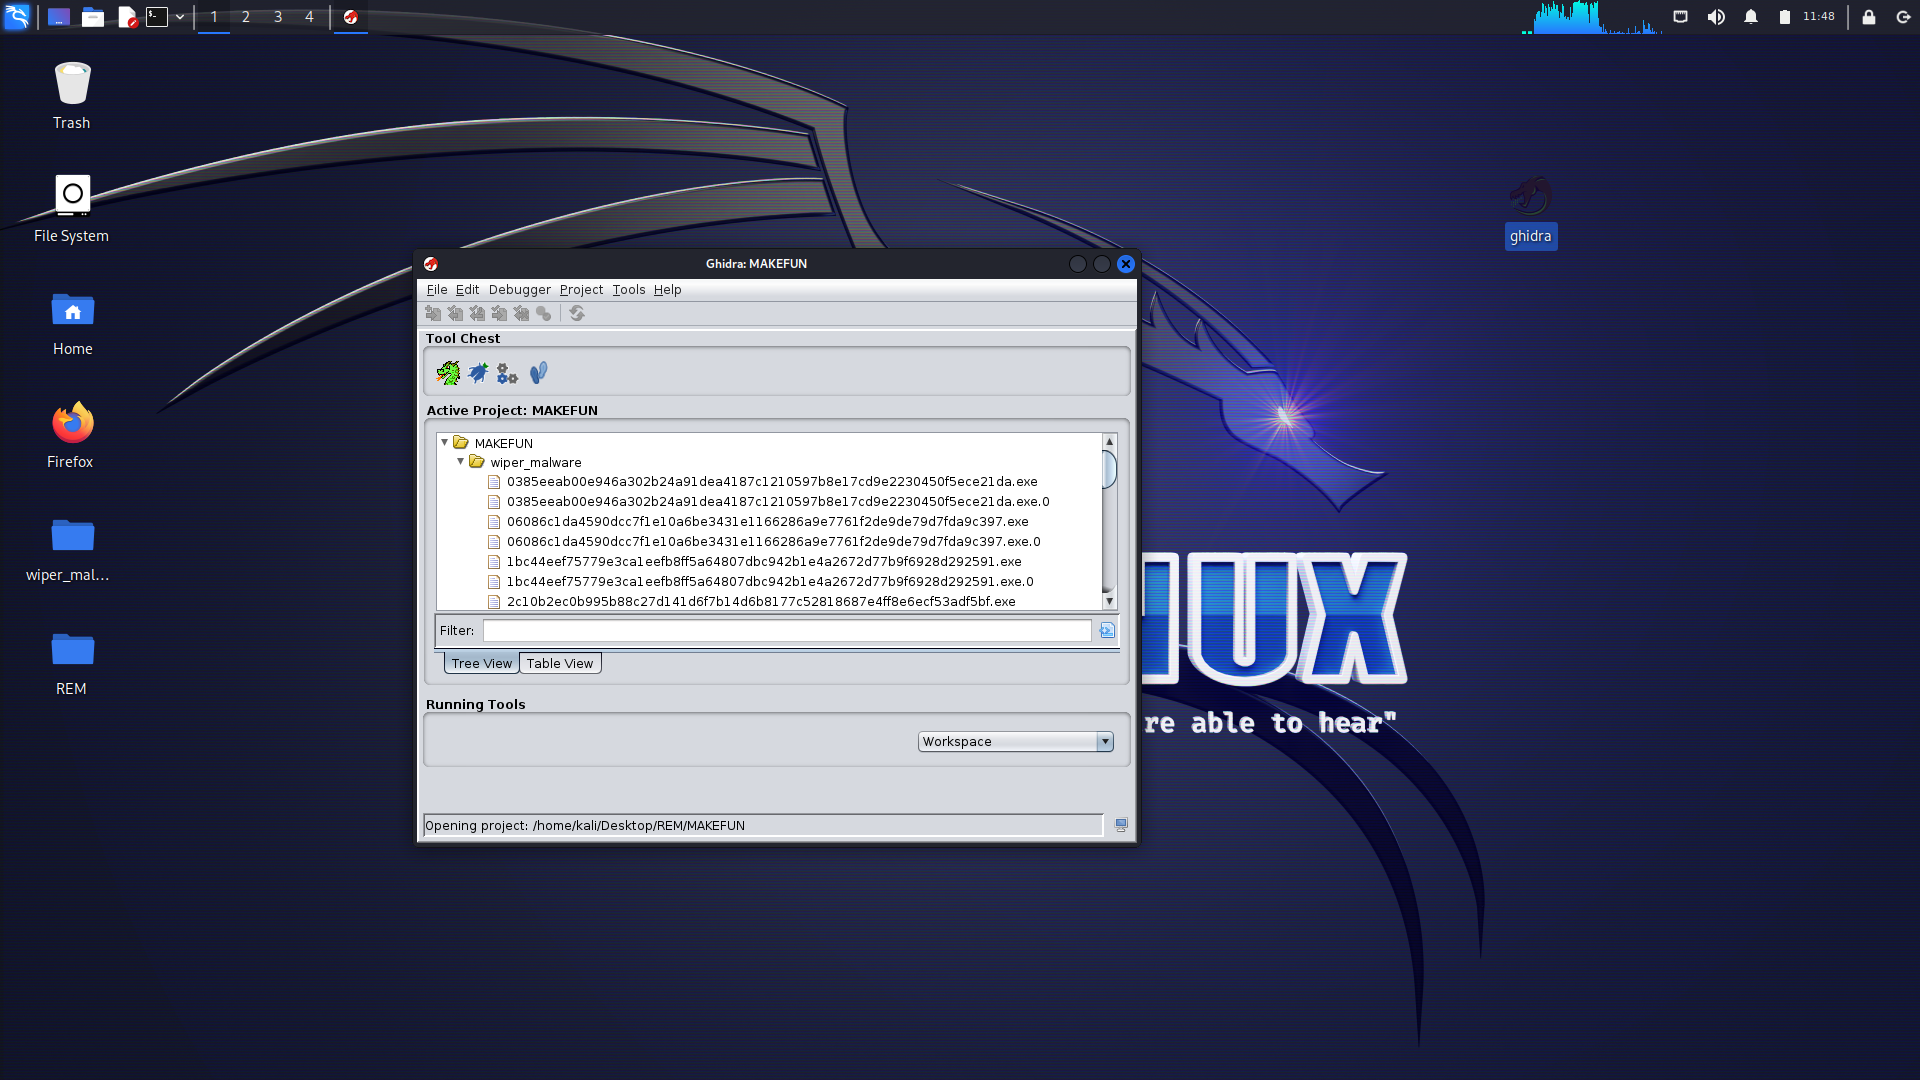 1 2 3 4
11:48
Trash
File System
Home
Firefox
wiper_mal...
REM
ghidra
Ghidra: MAKEFUN
File Edit Debugger Project Tools Help
Tool Chest
Active Project: MAKEFUN
MAKEFUN
wiper_malware
0385eeab00e946a302b24a91dea4187c1210597b8e17cd9e2230450f5ece21da.exe
0385eeab00e946a302b24a91dea4187c1210597b8e17cd9e2230450f5ece21da.exe.0
06086c1da4590dcc7f1e10a6be3431e1166286a9e7761f2de9de79d7fda9c397.exe
06086c1da4590dcc7f1e10a6be3431e1166286a9e7761f2de9de79d7fda9c397.exe.0
1bc44eef75779e3ca1eefb8ff5a64807dbc942b1e4a2672d77b9f6928d292591.exe
1bc44eef75779e3ca1eefb8ff5a64807dbc942b1e4a2672d77b9f6928d292591.exe.0
2c10b2ec0b995b88c27d141d6f7b14d6b8177c52818687e4ff8e6ecf53adf5bf.exe
Filter:
Tree View Table View
Running Tools
Workspace
Opening project: /home/kali/Desktop/REM/MAKEFUN
UX
re able to hear"